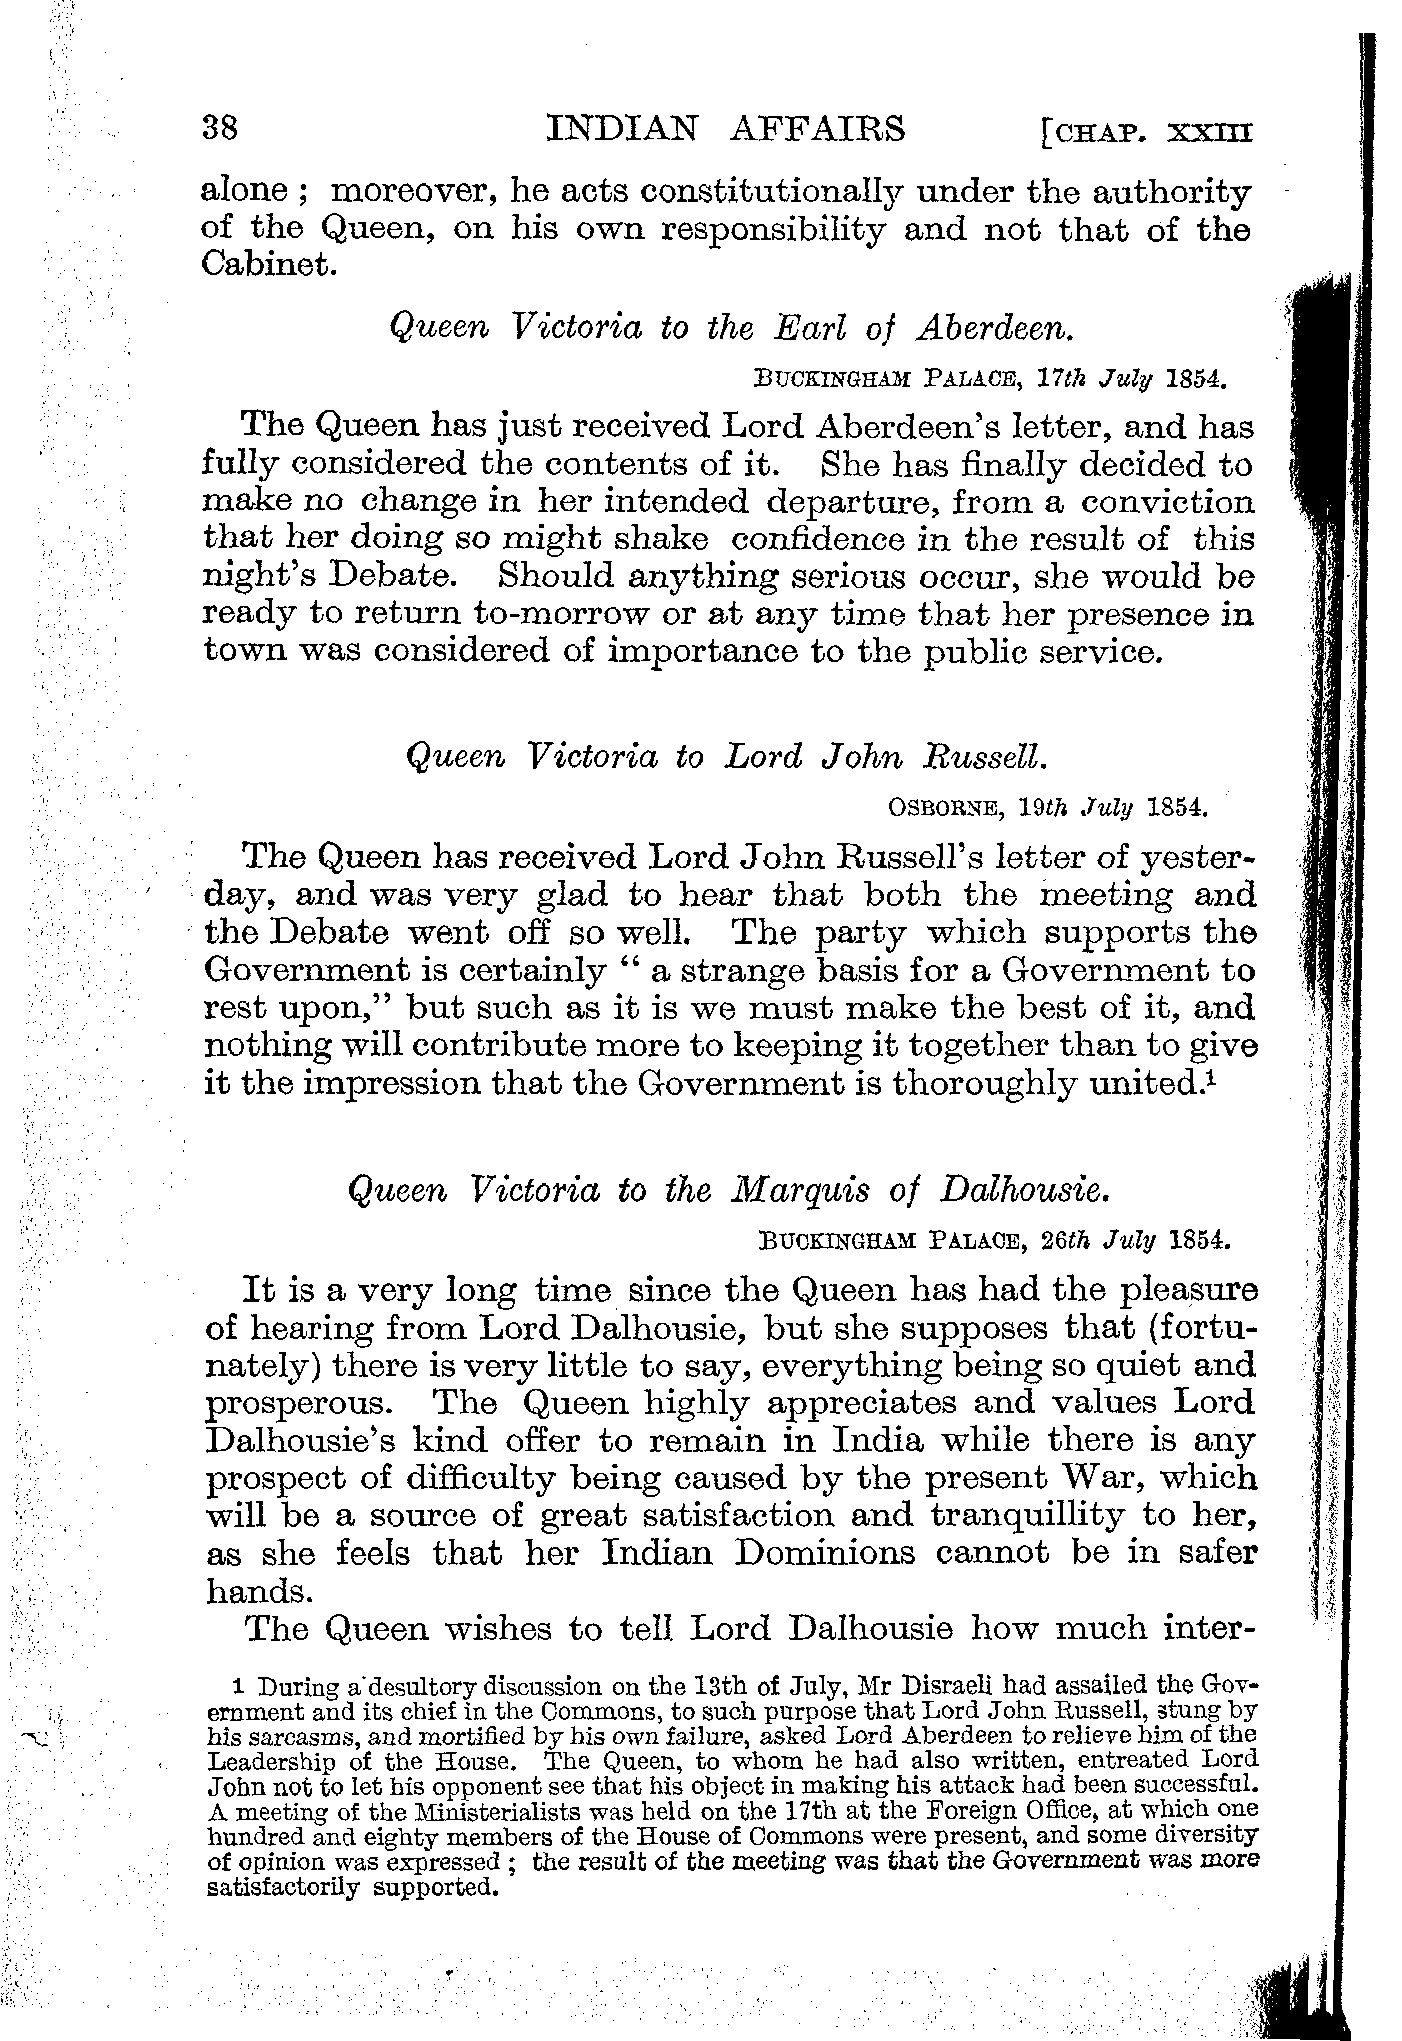 38 INDIAN AFFAIRS [CHAP. XXIII
alone ; moreover, he acts constitutionally under the authority
of the Queen, on his own responsibility and not that of the
Cabinet.
Queen Victoria to the Earl of Aberdeen.
BUCKINGHAM PALACE, 17th July 1854.
The Queen has just received Lord Aberdeen's letter, and has
fully considered the contents of it. She has finally decided to
make no change in her intended departure, from a conviction
that her doing so might shake confidence in the result of this
night's Debate. Should anything serious occur, she would be
ready to return to-morrow or at any time that her presence in
town was considered of importance to the public service.
Queen Victoria to Lord John Russell.
OSBORNE, 19th July 1854.
The Queen has received Lord John Russell's letter of yester-
day, and was very glad to hear that both the meeting and
the Debate went off so well. The party which supports the
Government is certainly “ a strange basis for a Government to
rest upon,” but such as it is we must make the best of it, and
nothing will contribute more to keeping it together than to give
it the impression that the Government is thoroughly united.¹
Queen Victoria to the Marquis of Dalhousie.
BUCKINGHAM PALACE, 26th July 1854.
It is a very long time since the Queen has had the pleasure
of hearing from Lord Dalhousie, but she supposes that (fortu-
nately) there is very little to say, everything being so quiet and
prosperous. The Queen highly appreciates and values Lord
Dalhousie's kind offer to remain in India while there is any
prospect of difficulty being caused by the present War, which
will be a source of great satisfaction and tranquillity to her,
as she feels that her Indian Dominions cannot be in safer
hands.
The Queen wishes to tell Lord Dalhousie how much inter-
1 During a desultory discussion on the 13th of July, Mr Disraeli had assailed the Gov-
ernment and its chief in the Commons, to such purpose that Lord John Russell, stung by
his sarcasms, and mortified by his own failure, asked Lord Aberdeen to relieve him of the
Leadership of the House. The Queen, to whom he had also written, entreated Lord
John not to let his opponent see that his object in making his attack had been successful.
A meeting of the Ministerialists was held on the 17th at the Foreign Office, at which one
hundred and eighty members of the House of Commons were present, and some diversity
of opinion was expressed ; the result of the meeting was that the Government was more
satisfactorily supported.